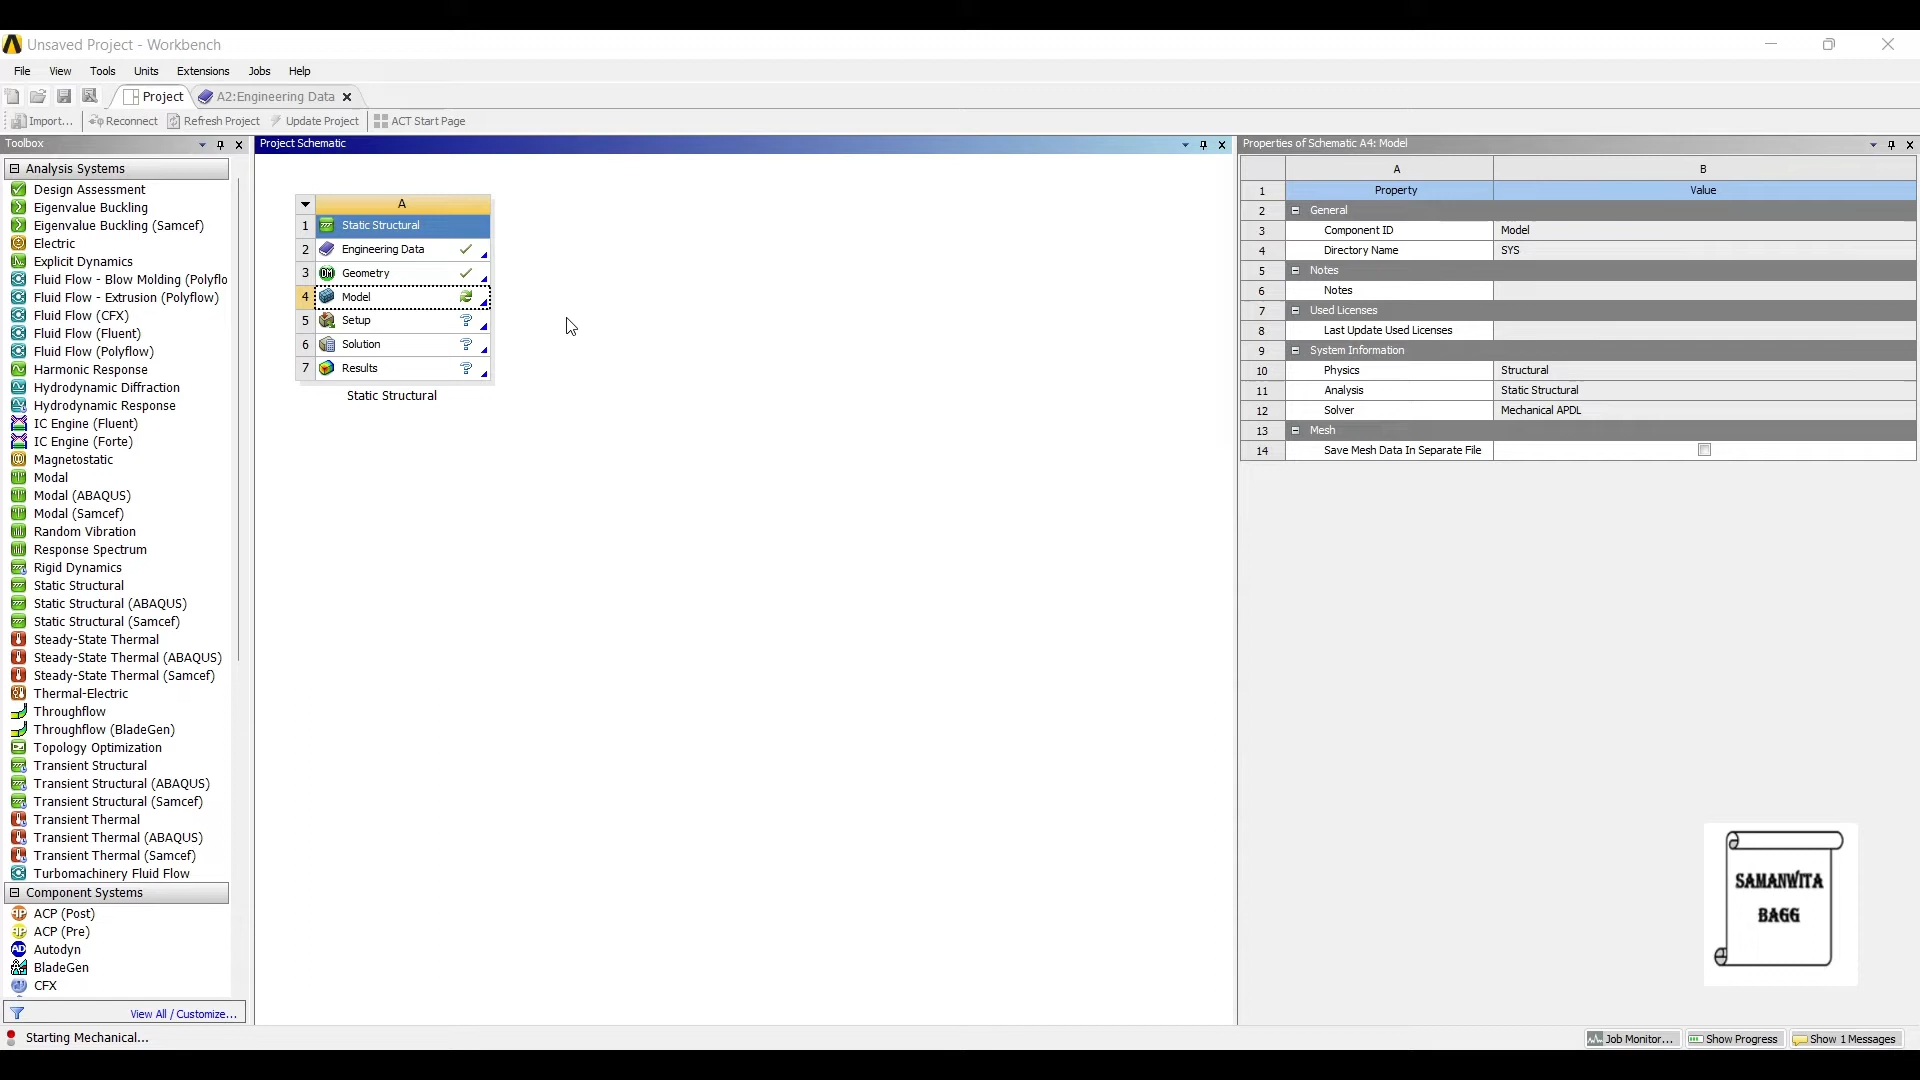 Unsaved Project - Workbench
File View Tools Units Extensions Jobs Help
Project A2:Engineering Data
Import... Reconnect Refresh Project Update Project ACT Start Page
Toolbox
Analysis Systems
Design Assessment
Eigenvalue Buckling
Eigenvalue Buckling (Samcef)
Electric
Explicit Dynamics
Fluid Flow - Blow Molding (Polyflo
Fluid Flow - Extrusion (Polyflow)
Fluid Flow (CFX)
Fluid Flow (Fluent)
Fluid Flow (Polyflow)
Harmonic Response
Hydrodynamic Diffraction
Hydrodynamic Response
IC Engine (Fluent)
IC Engine (Forte)
Magnetostatic
Modal
Modal (ABAQUS)
Modal (Samcef)
Random Vibration
Response Spectrum
Rigid Dynamics
Static Structural
Static Structural (ABAQUS)
Static Structural (Samcef)
Steady-State Thermal
Steady-State Thermal (ABAQUS)
Steady-State Thermal (Samcef)
Thermal-Electric
Throughflow
Throughflow (BladeGen)
Topology Optimization
Transient Structural
Transient Structural (ABAQUS)
Transient Structural (Samcef)
Transient Thermal
Transient Thermal (ABAQUS)
Transient Thermal (Samcef)
Turbomachinery Fluid Flow
Component Systems
ACP (Post)
ACP (Pre)
Autodyn
BladeGen
CFX
View All / Customize...
Project Schematic
A
1 Static Structural
2 Engineering Data
3 DM Geometry
4 Model
5 Setup ?
6 Solution ?
7 Results ?
Static Structural
Properties of Schematic A4: Model
A B
1 Property Value
2 General
3 Component ID Model
4 Directory Name SYS
5 Notes
6 Notes
7 Used Licenses
8 Last Update Used Licenses
9 System Information
10 Physics Structural
11 Analysis Static Structural
12 Solver Mechanical APDL
13 Mesh
14 Save Mesh Data In Separate File
SAMANWITA
BAGG
Starting Mechanical... Job Monitor... Show Progress Show 1 Messages